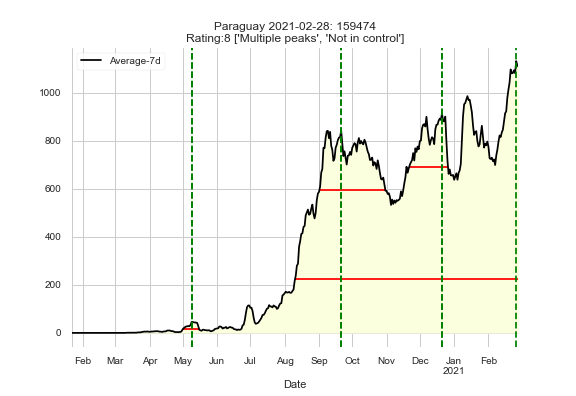 Paraguay 2021-02-28: 159474
Rating:8 ['Multiple peaks', 'Not in control']
Average-7d
1000
800
600
400
200
0
Feb Mar Apr May Jun Jul Aug Sep Oct Nov Dec Jan Feb
2021
Date